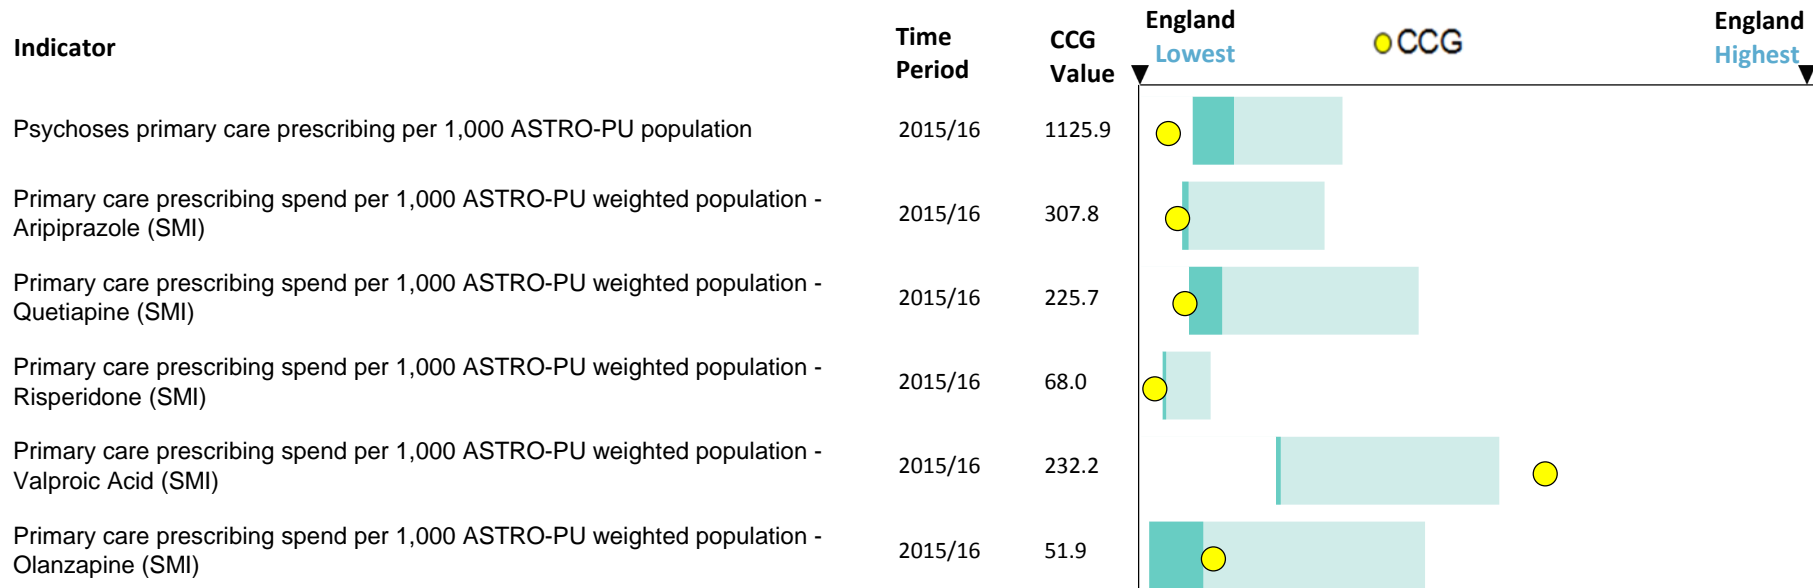 Indicator
Time Period
CCG Value
England Lowest
CCG
England Highest
Psychoses primary care prescribing per 1,000 ASTRO-PU population 2015/16 1125.9
Primary care prescribing spend per 1,000 ASTRO-PU weighted population -
Aripiprazole (SMI) 2015/16 307.8
Primary care prescribing spend per 1,000 ASTRO-PU weighted population -
Quetiapine (SMI) 2015/16 225.7
Primary care prescribing spend per 1,000 ASTRO-PU weighted population -
Risperidone (SMI) 2015/16 68.0
Primary care prescribing spend per 1,000 ASTRO-PU weighted population -
Valproic Acid (SMI) 2015/16 232.2
Primary care prescribing spend per 1,000 ASTRO-PU weighted population -
Olanzapine (SMI) 2015/16 51.9